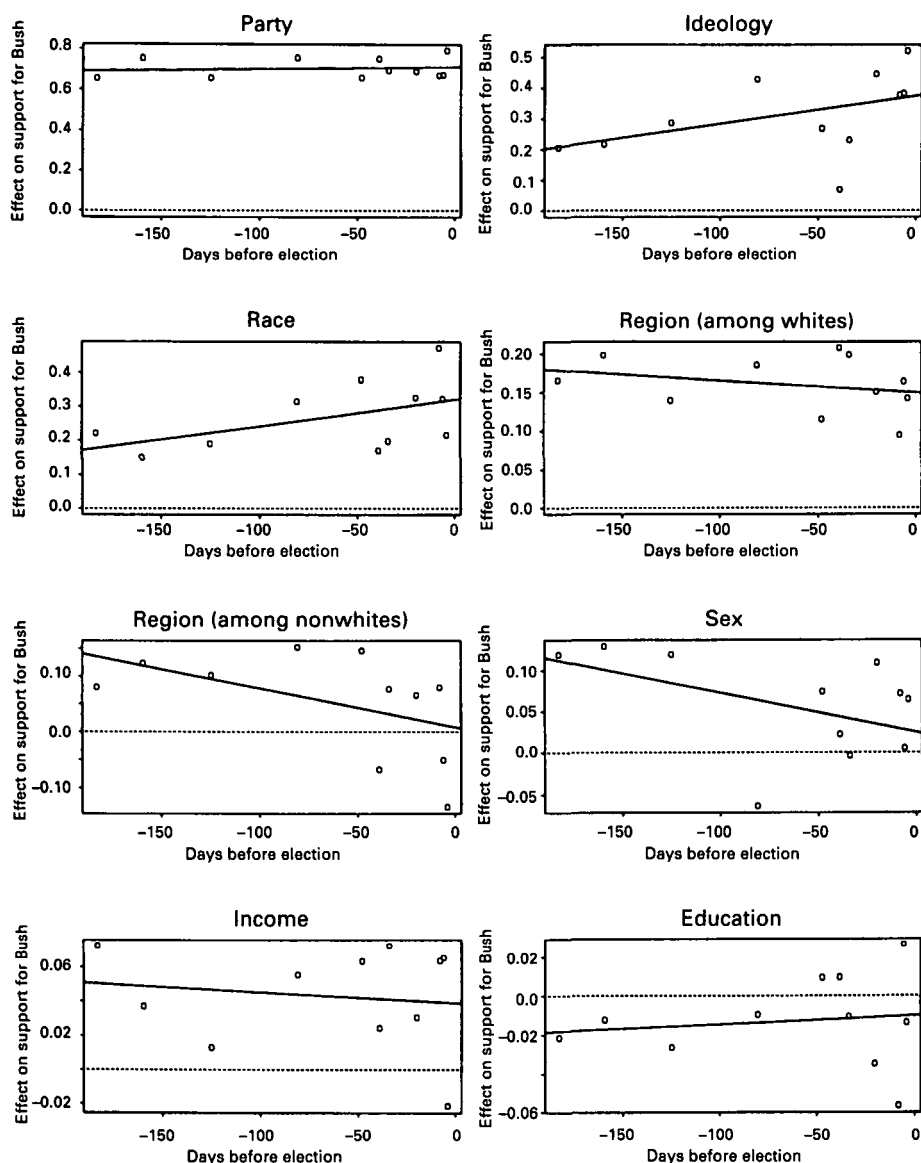 Party
Effect on support for Bush
0.8
0.6
0.4
0.2
0.0
−150
−100
−50
0
Days before election
Ideology
Effect on support for Bush
0.5
0.4
0.3
0.2
0.1
0.0
−150
−100
−50
0
Days before election
Race
Effect on support for Bush
0.4
0.3
0.2
0.1
0.0
−150
−100
−50
0
Days before election
Region (among whites)
Effect on support for Bush
0.20
0.15
0.10
0.05
0.0
−150
−100
−50
0
Days before election
Region (among nonwhites)
Effect on support for Bush
0.10
0.0
−0.10
−150
−100
−50
0
Days before election
Sex
Effect on support for Bush
0.10
0.05
0.0
−0.05
−150
−100
−50
0
Days before election
Income
Effect on support for Bush
0.06
0.02
−0.02
−150
−100
−50
0
Days before election
Education
Effect on support for Bush
0.02
0.0
−0.02
−0.06
−150
−100
−50
0
Days before election